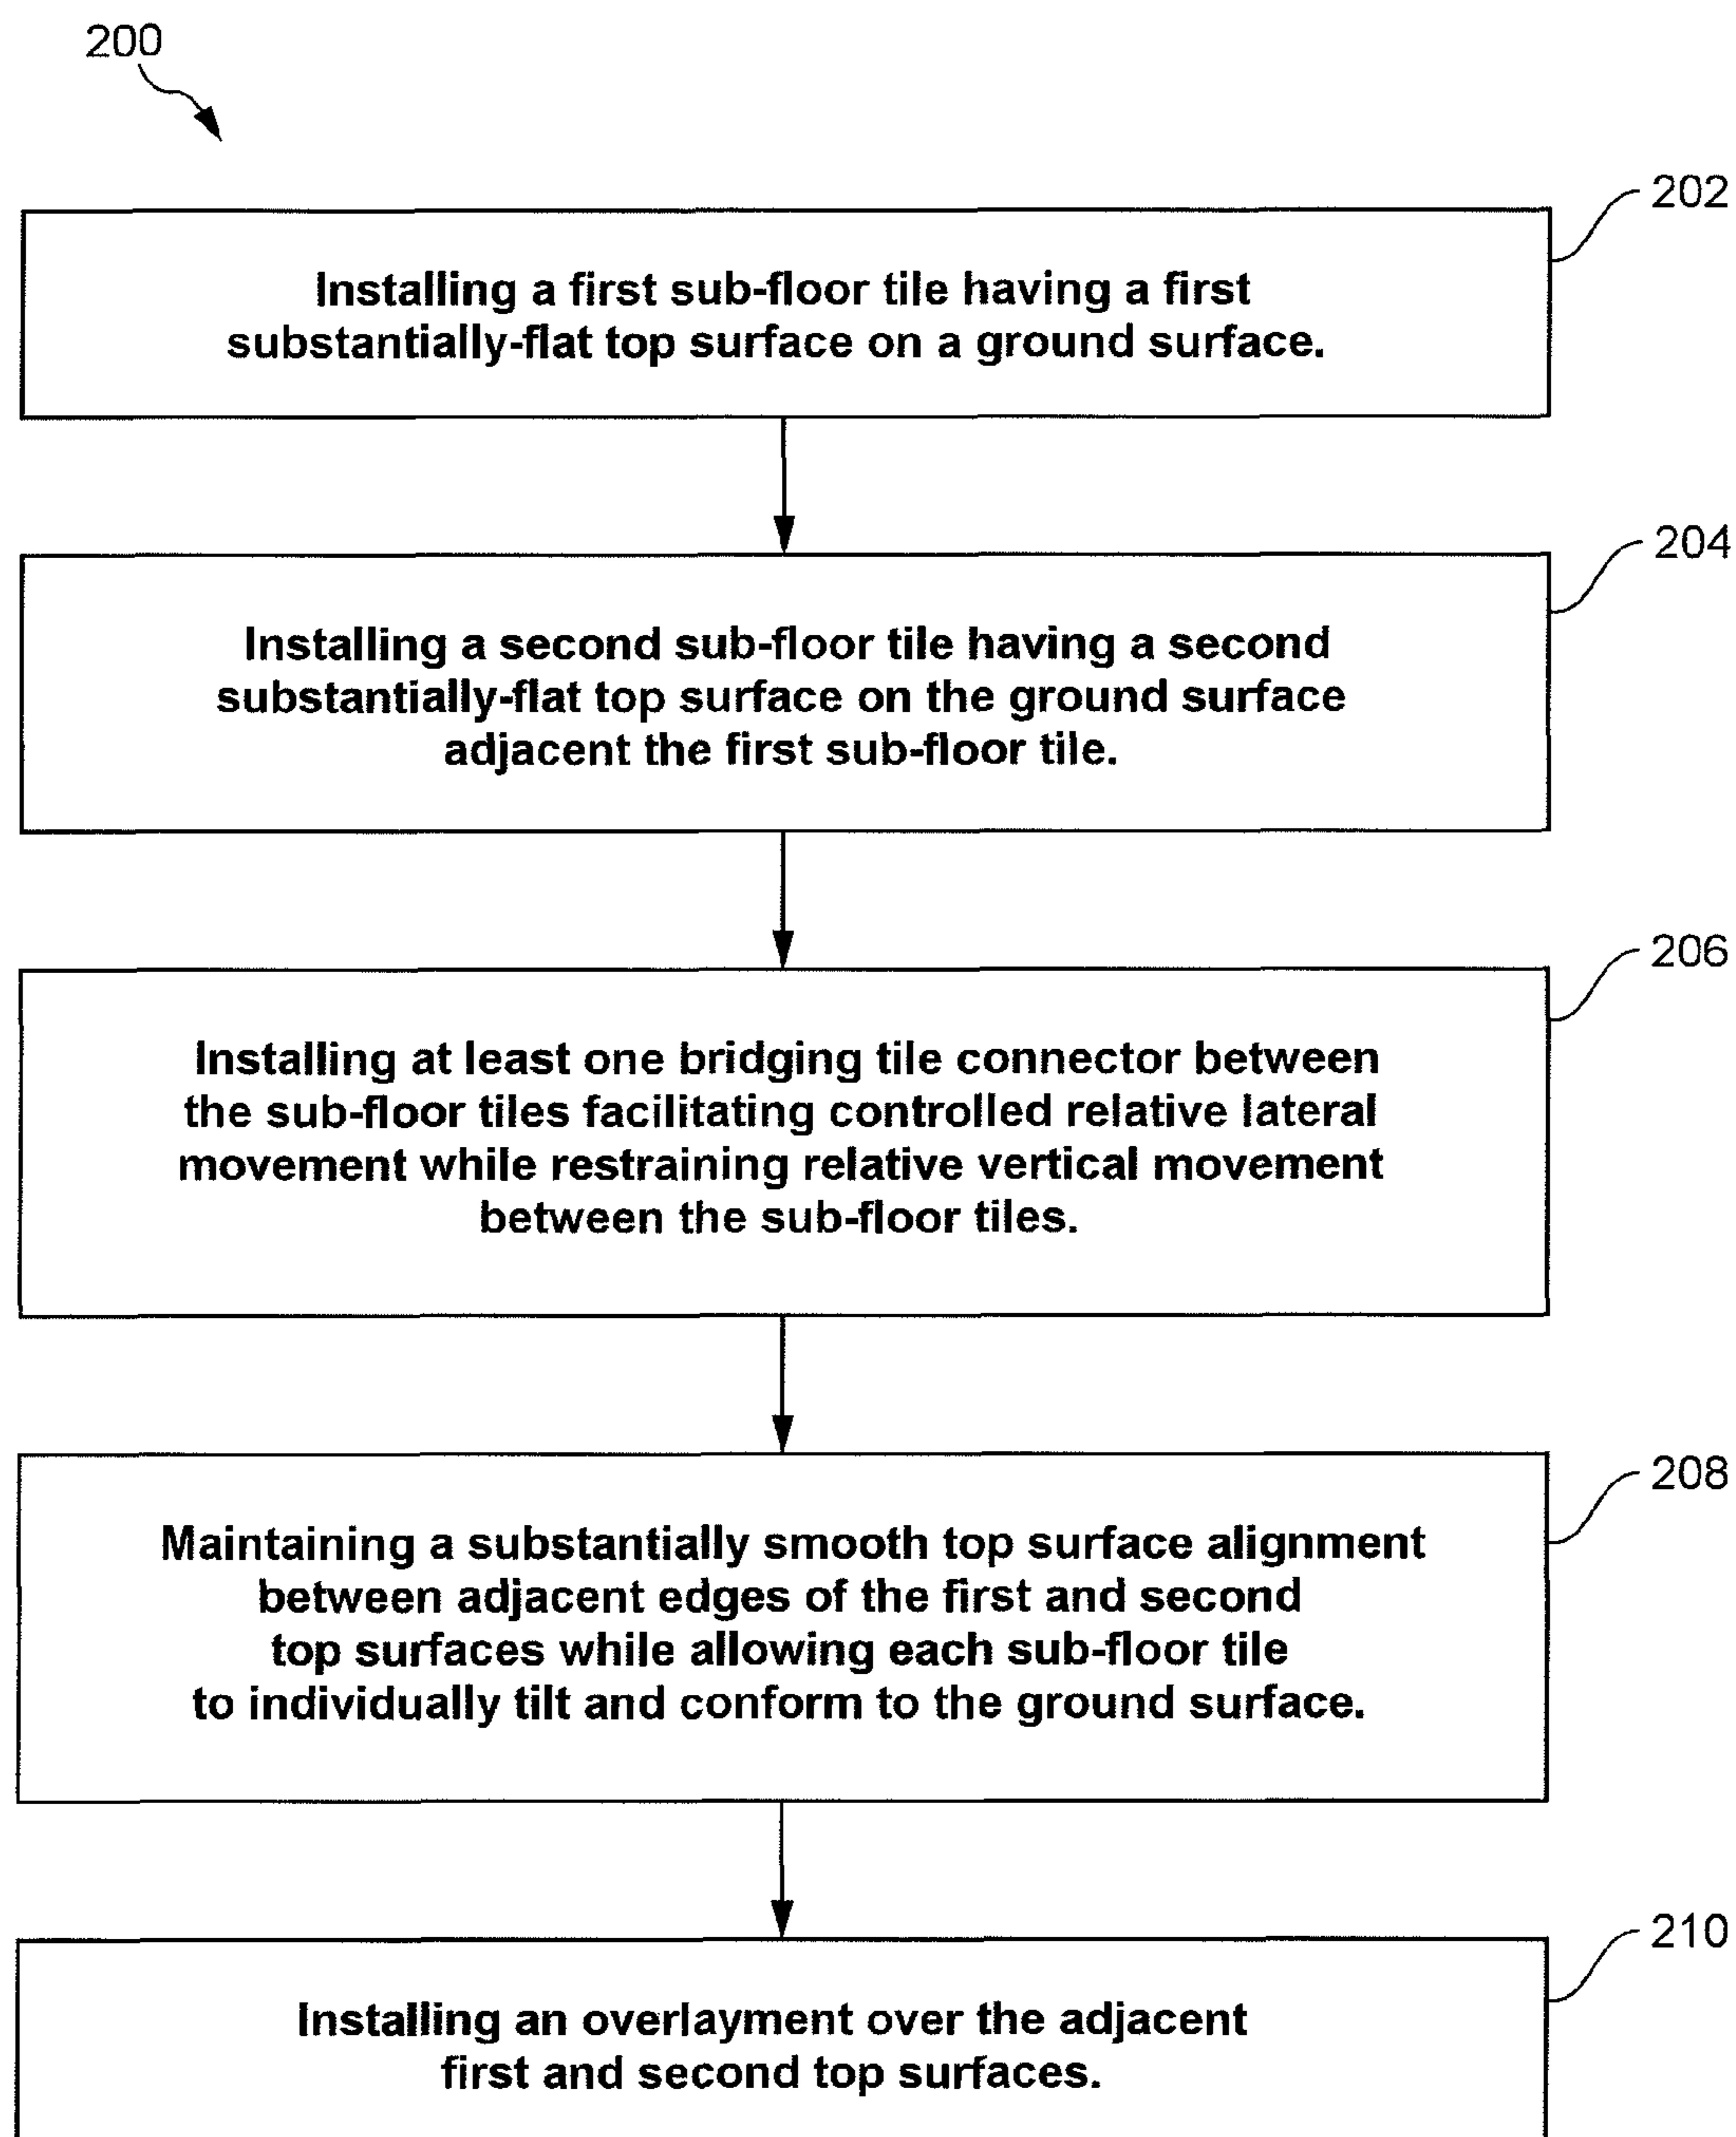 200
202
Installing a first sub-floor tile having a first
substantially-flat top surface on a ground surface.
204
Installing a second sub-floor tile having a second
substantially-flat top surface on the ground surface
adjacent the first sub-floor tile.
206
Installing at least one bridging tile connector between
the sub-floor tiles facilitating controlled relative lateral
movement while restraining relative vertical movement
between the sub-floor tiles.
208
Maintaining a substantially smooth top surface alignment
between adjacent edges of the first and second
top surfaces while allowing each sub-floor tile
to individually tilt and conform to the ground surface.
210
Installing an overlayment over the adjacent
first and second top surfaces.